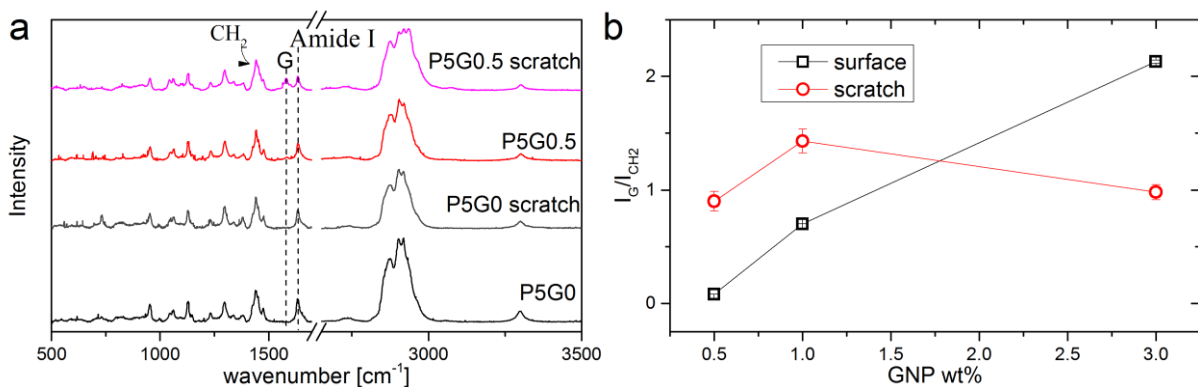 a
CH2
G
Amide I
P5G0.5 scratch
P5G0.5
P5G0 scratch
P5G0
Intensity
500 1000 1500 3000 3500
wavenumber [cm-1]
b
surface
scratch
2
1
0
IG/ICH2
0.5 1.0 1.5 2.0 2.5 3.0
GNP wt%